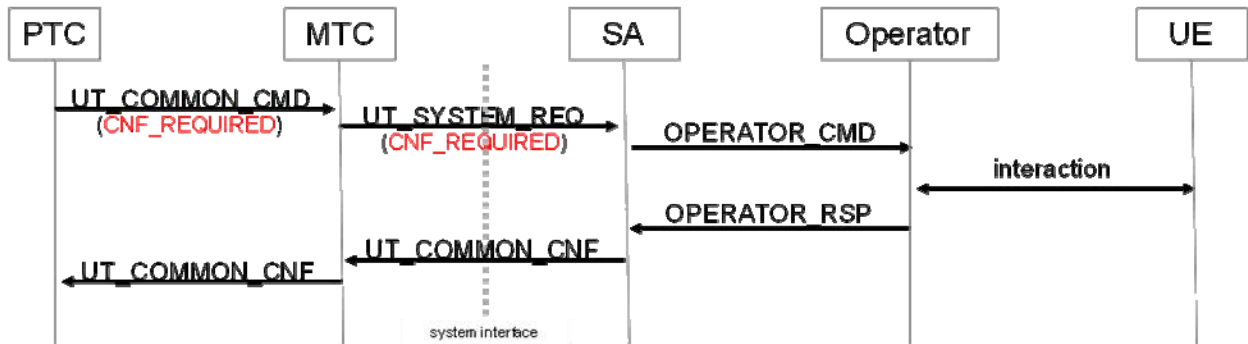 PTC
MTC
SA
Operator
UE
UT_COMMON_CMD
(CNF_REQUIRED)
UT_SYSTEM_REQ
(CNF_REQUIRED)
OPERATOR_CMD
interaction
OPERATOR_RSP
UT_COMMON_CNF
UT_COMMON_CNF
system interface